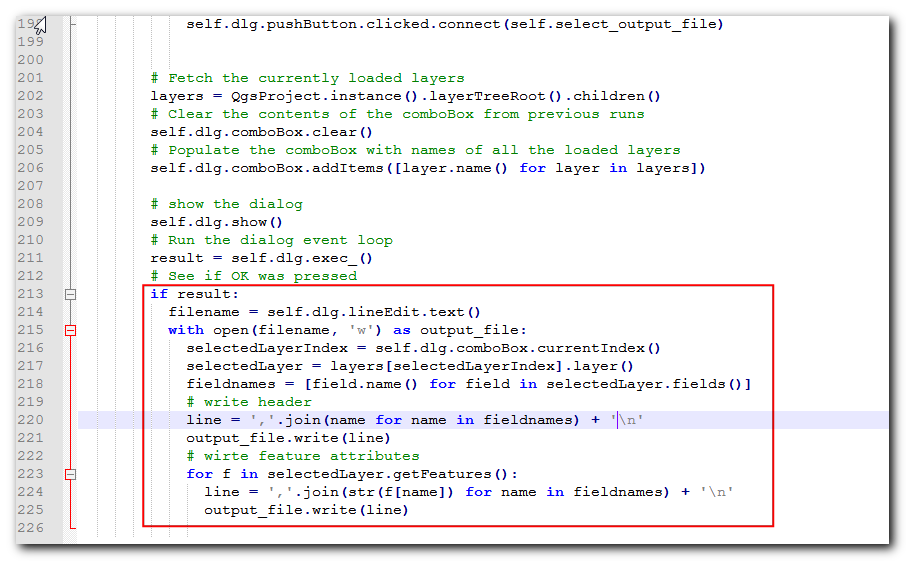 198 self.dlg.pushButton.clicked.connect(self.select_output_file)
199
200
201 # Fetch the currently loaded layers
202 layers = QgsProject.instance().layerTreeRoot().children()
203 # Clear the contents of the comboBox from previous runs
204 self.dlg.comboBox.clear()
205 # Populate the comboBox with names of all the loaded layers
206 self.dlg.comboBox.addItems([layer.name() for layer in layers])
207
208 # show the dialog
209 self.dlg.show()
210 # Run the dialog event loop
211 result = self.dlg.exec_()
212 # See if OK was pressed
213 if result:
214 filename = self.dlg.lineEdit.text()
215 with open(filename, 'w') as output_file:
216 selectedLayerIndex = self.dlg.comboBox.currentIndex()
217 selectedLayer = layers[selectedLayerIndex].layer()
218 fieldnames = [field.name() for field in selectedLayer.fields()]
219 # write header
220 line = ','.join(name for name in fieldnames) + '\n'
221 output_file.write(line)
222 # wirte feature attributes
223 for f in selectedLayer.getFeatures():
224 line = ','.join(str(f[name]) for name in fieldnames) + '\n'
225 output_file.write(line)
226